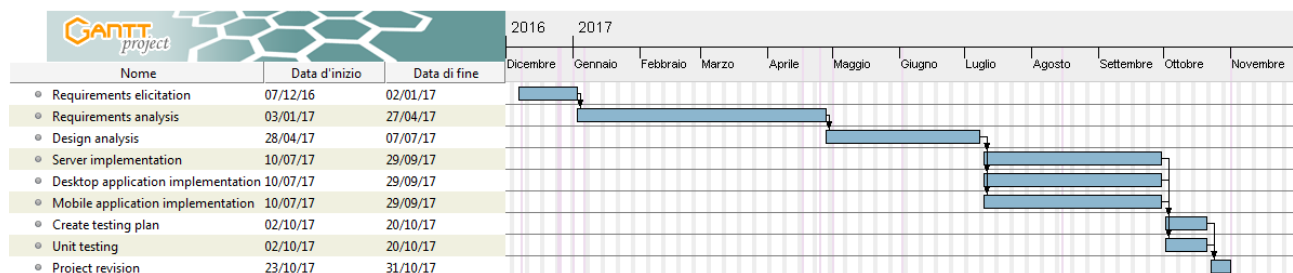 GANTT
project
2016 2017
Dicembre Gennaio Febbraio Marzo Aprile Maggio Giugno Luglio Agosto Settembre Ottobre Novembre
Nome Data d'inizio Data di fine
Requirements elicitation 07/12/16 02/01/17
Requirements analysis 03/01/17 27/04/17
Design analysis 28/04/17 07/07/17
Server implementation 10/07/17 29/09/17
Desktop application implementation 10/07/17 29/09/17
Mobile application implementation 10/07/17 29/09/17
Create testing plan 02/10/17 20/10/17
Unit testing 02/10/17 20/10/17
Project revision 23/10/17 31/10/17